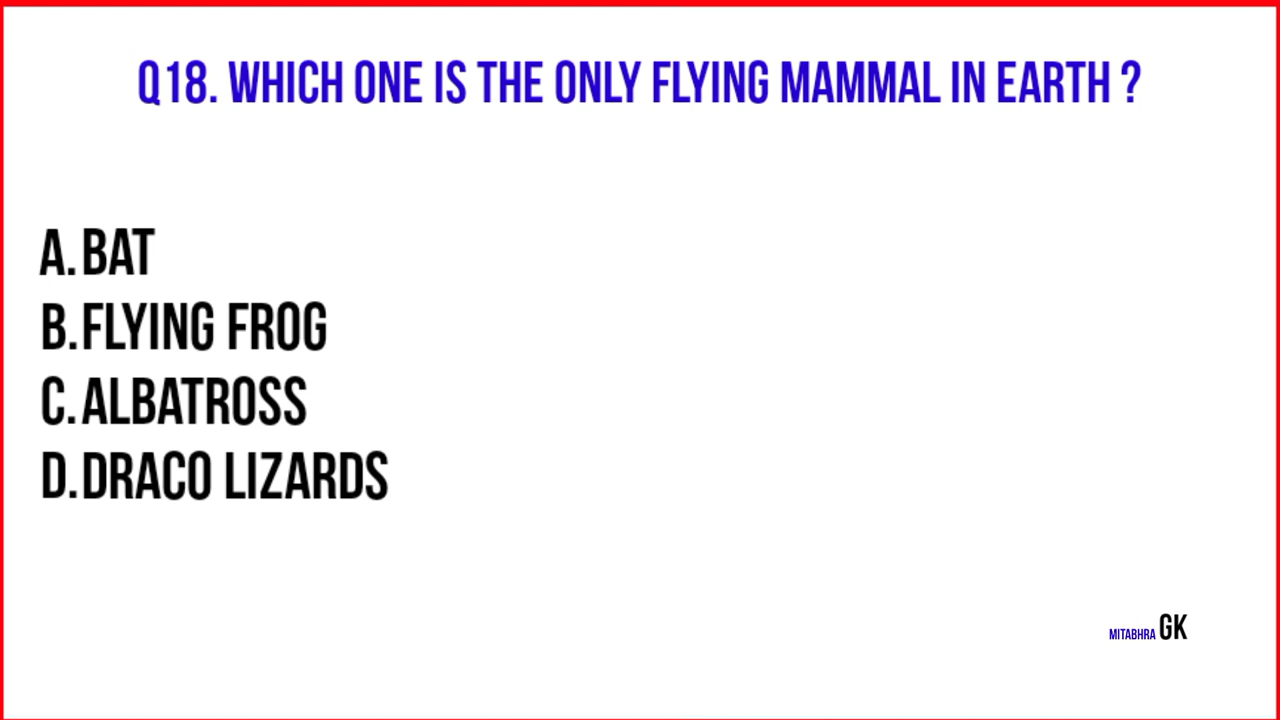 Q18. WHICH ONE IS THE ONLY FLYING MAMMAL IN EARTH ?
A. BAT
B. FLYING FROG
C. ALBATROSS
D. DRACO LIZARDS
MITABHRA GK